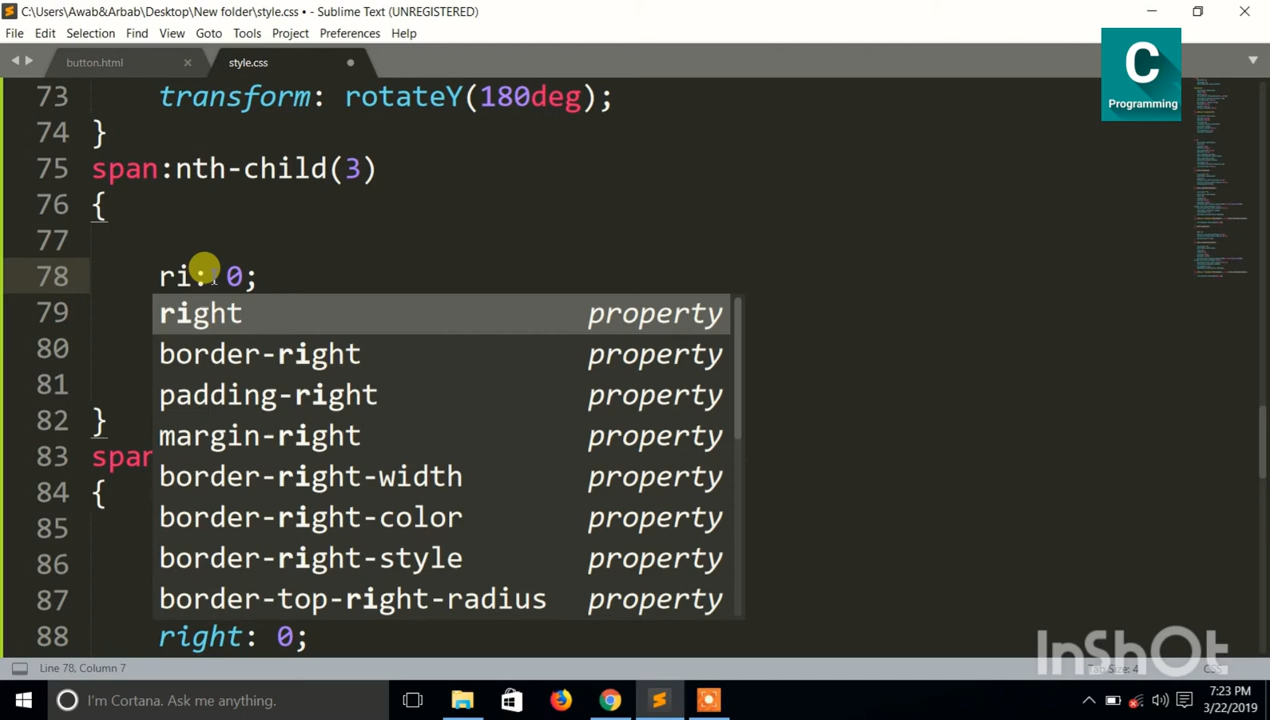 C:\Users\Awab&Arbab\Desktop\New folder\style.css • - Sublime Text (UNREGISTERED)
File Edit Selection Find View Goto Tools Project Preferences Help
button.html
style.css
C
Programming
73 transform: rotateY(180deg);
74 }
75 span:nth-child(3)
76 {
77
78 ri: 0;
79 right property
80 border-right property
81 padding-right property
82 } margin-right property
83 span border-right-width property
84 { border-right-color property
85
86 border-right-style property
87 border-top-right-radius property
88 right: 0;
InShOt
Line 78, Column 7
Tab Size: 4
CSS
I'm Cortana. Ask me anything.
7:23 PM
3/22/2019